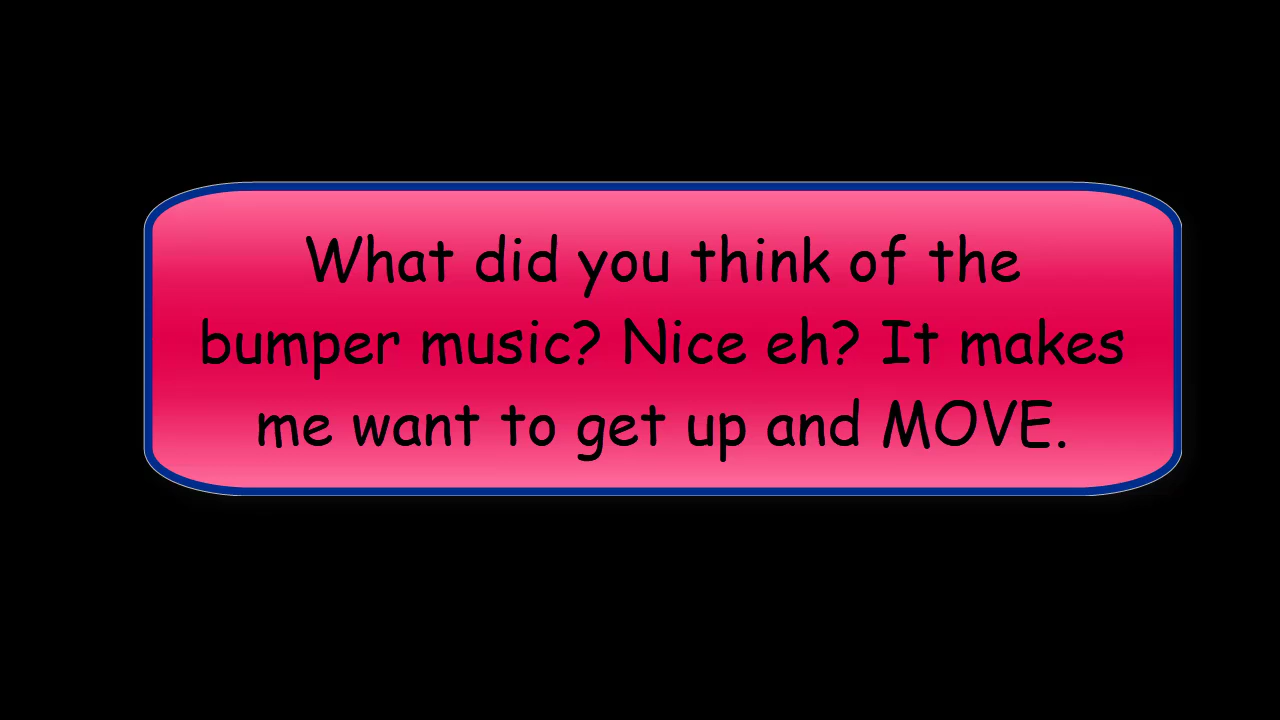 What did you think of the
bumper music? Nice eh? It makes
me want to get up and MOVE.